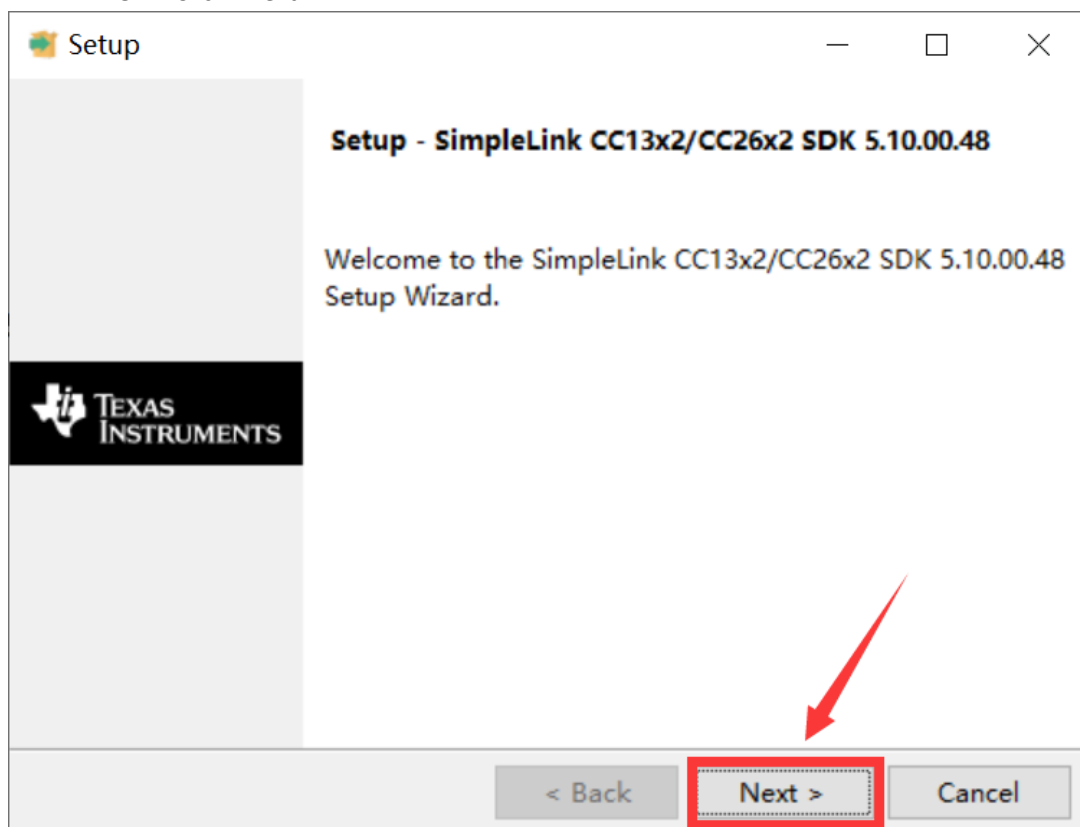 Setup
Setup - SimpleLink CC13x2/CC26x2 SDK 5.10.00.48
Welcome to the SimpleLink CC13x2/CC26x2 SDK 5.10.00.48
Setup Wizard.
TEXAS
INSTRUMENTS
< Back
Next >
Cancel